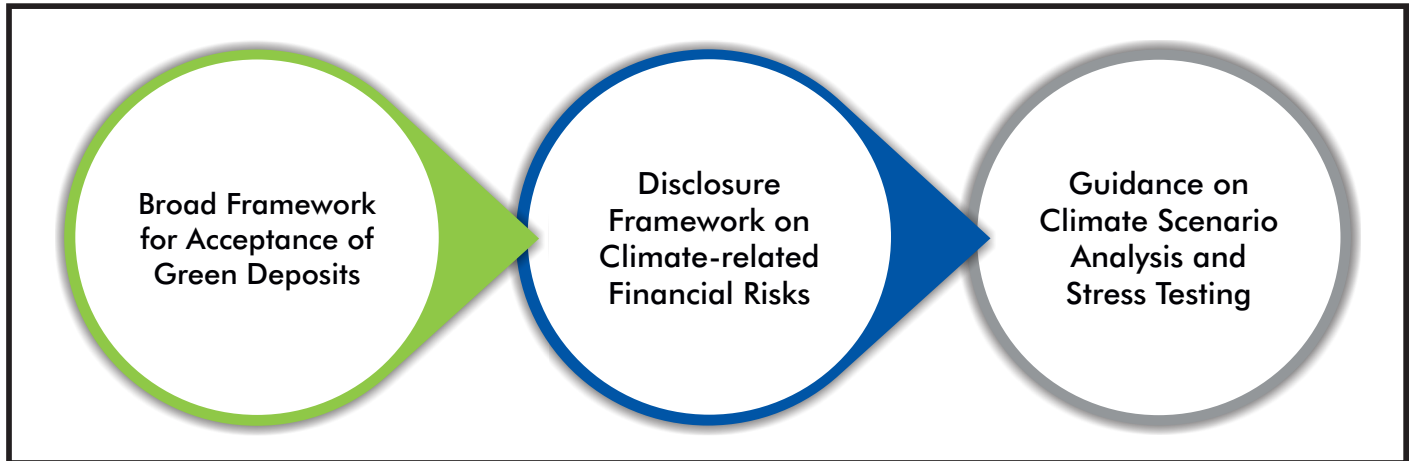 Broad Framework
for Acceptance of
Green Deposits
Disclosure
Framework on
Climate-related
Financial Risks
Guidance on
Climate Scenario
Analysis and
Stress Testing